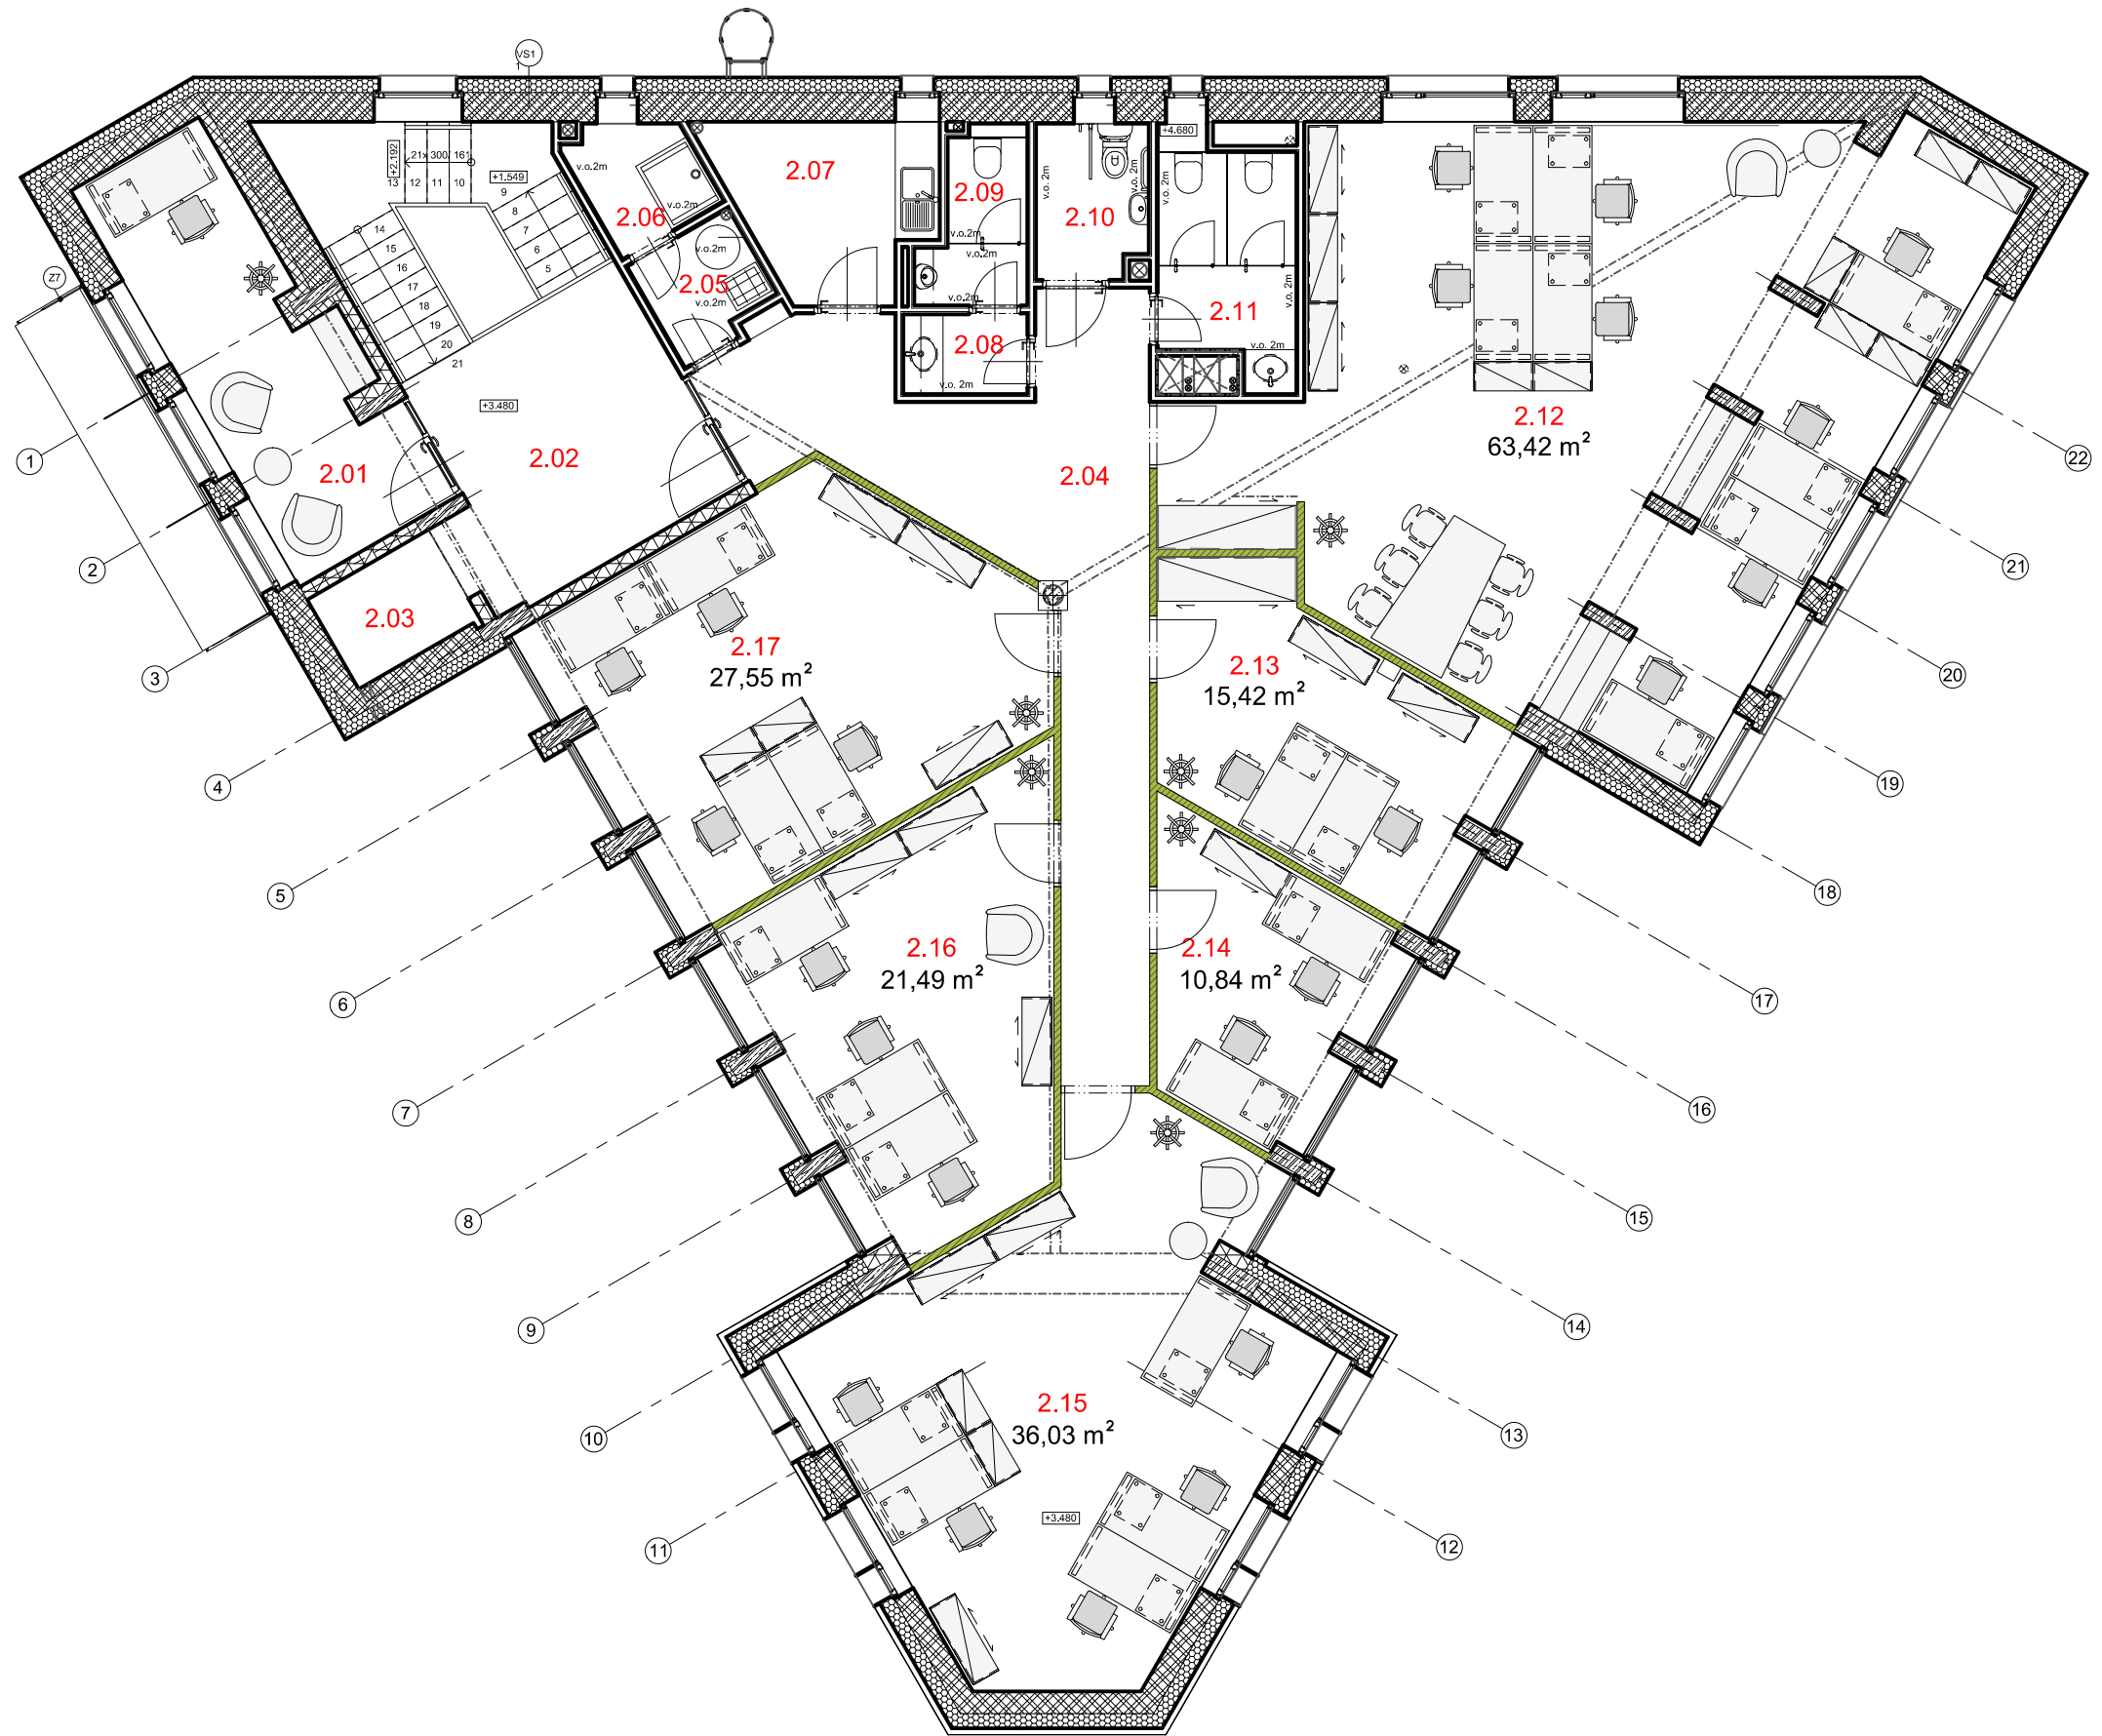 VS1
1
+2.192
21x 300/ 161
13 12 11 10
+1.549
9
8
7
6
5
14
15
16
17
18
19
20
21
+3.480
Z7
2.01
2.02
2.03
2.04
2.05
v.o.2m
v.o.2m
2.06
v.o.2m
v.o.2m
2.07
2.08
v.o. 2m
2.09
v.o.2m
v.o.2m
v.o.2m
2.10
v.o. 2m
v.o. 2m
+4.680
2.11
v.o. 2m
v.o. 2m
v.o. 2m
2.12
63,42 m²
2.13
15,42 m²
2.14
10,84 m²
2.15
36,03 m²
+3.480
2.16
21,49 m²
2.17
27,55 m²
1
2
3
4
5
6
7
8
9
10
11
12
13
14
15
16
17
18
19
20
21
22